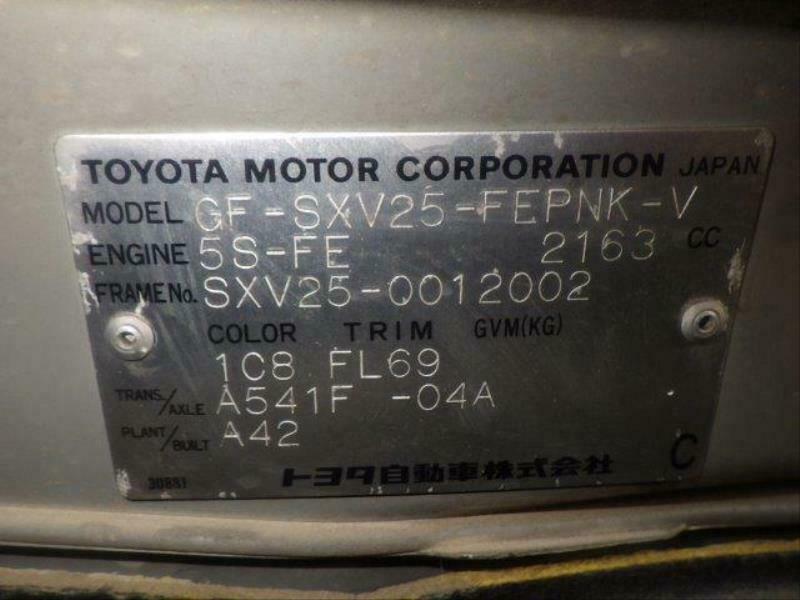 TOYOTA MOTOR CORPORATION JAPAN
MODEL GF-SXV25-FEPNK-V
ENGINE 5S-FE 2163 CC
FRAME No. SXV25-0012002
COLOR TRIM GVM(KG)
1C8 FL69
TRANS./AXLE A541F -04A
PLANT/BUILT A42
30881 トヨタ自動車株式会社 C